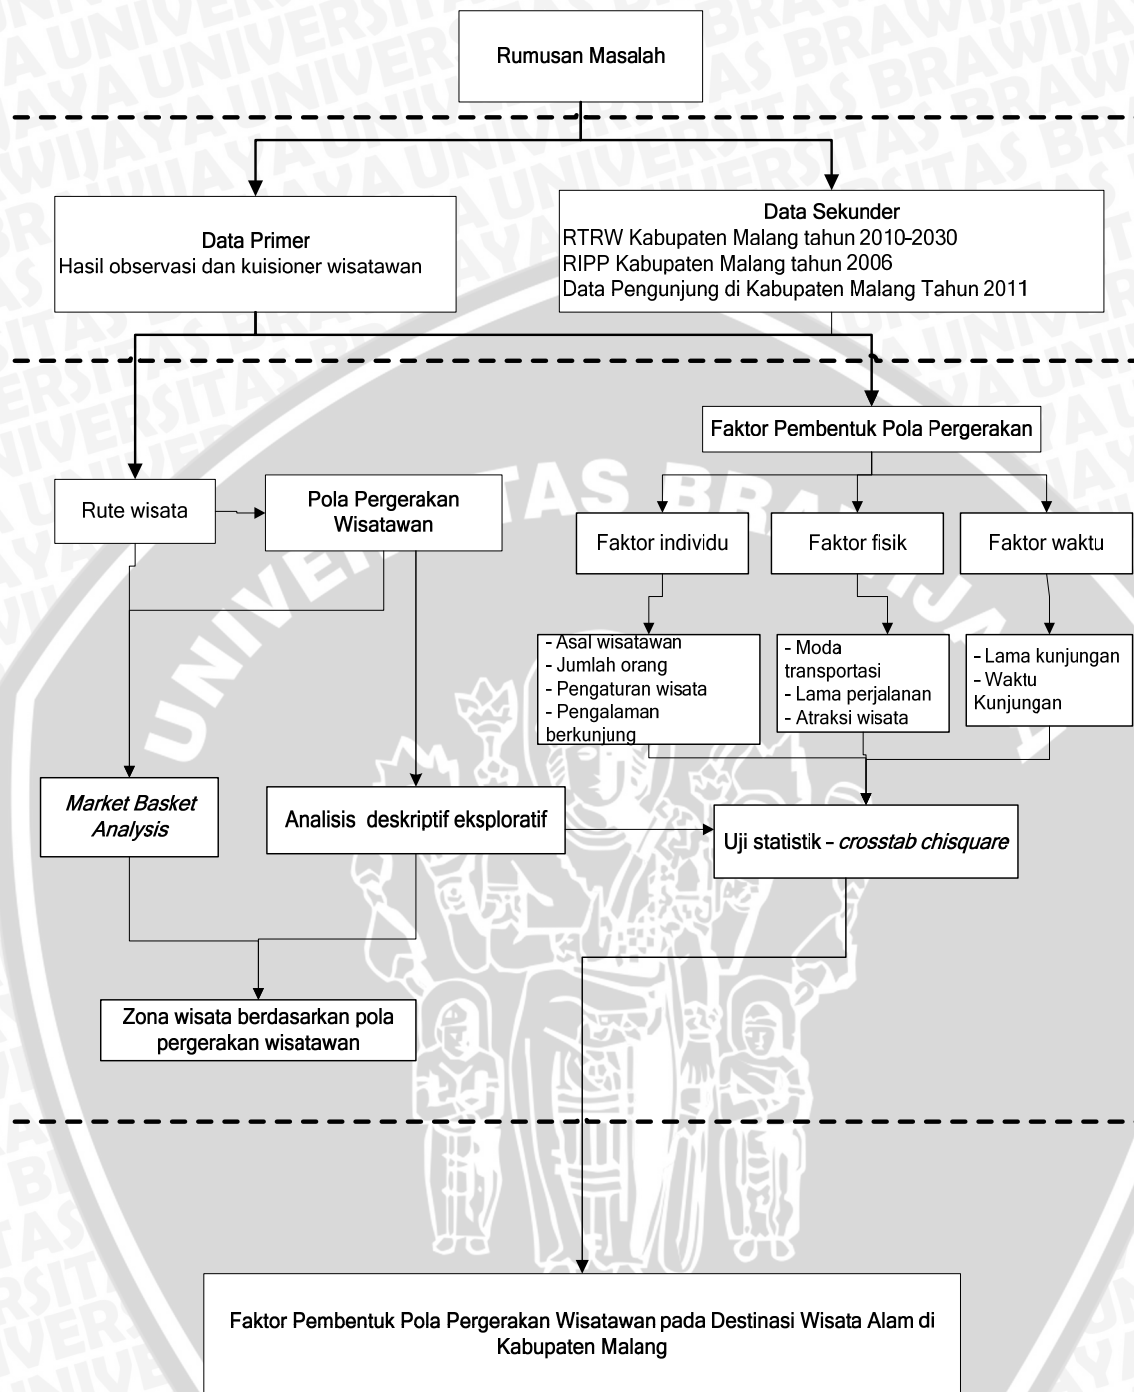 Rumusan Masalah
Data Primer
Hasil observasi dan kuisioner wisatawan
Data Sekunder
RTRW Kabupaten Malang tahun 2010-2030
RIPP Kabupaten Malang tahun 2006
Data Pengunjung di Kabupaten Malang Tahun 2011
Faktor Pembentuk Pola Pergerakan
Rute wisata
Pola Pergerakan
Wisatawan
Faktor individu
Faktor fisik
Faktor waktu
- Asal wisatawan
- Jumlah orang
- Pengaturan wisata
- Pengalaman
berkunjung
- Moda
transportasi
- Lama perjalanan
- Atraksi wisata
- Lama kunjungan
- Waktu
Kunjungan
Market Basket
Analysis
Analisis deskriptif eksploratif
Uji statistik - crosstab chisquare
Zona wisata berdasarkan pola
pergerakan wisatawan
Faktor Pembentuk Pola Pergerakan Wisatawan pada Destinasi Wisata Alam di
Kabupaten Malang
UNIVERSITAS BRAWIJAYA